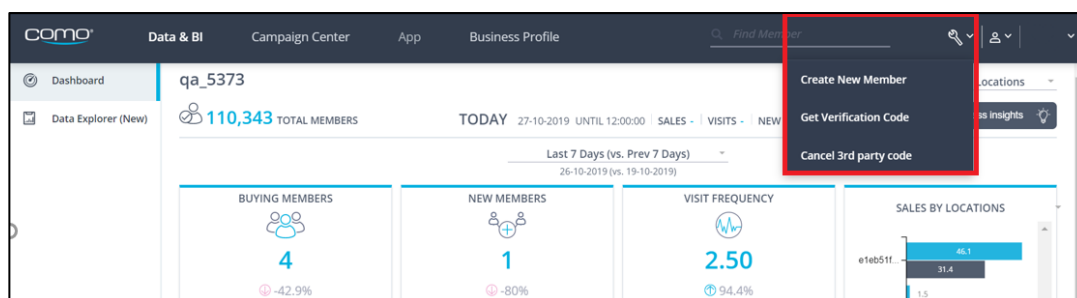 como
Data & BI
Campaign Center
App
Business Profile
Find Member
Create New Member
Get Verification Code
Cancel 3rd party code
Dashboard
Data Explorer (New)
qa_5373
110,343 TOTAL MEMBERS
TODAY 27-10-2019 UNTIL 12:00:00 SALES - VISITS - NEW
Locations
insights
Last 7 Days (vs. Prev 7 Days)
26-10-2019 (vs. 19-10-2019)
BUYING MEMBERS
4
-42.9%
NEW MEMBERS
1
-80%
VISIT FREQUENCY
2.50
94.4%
SALES BY LOCATIONS
e1eb51f...
46.1
31.4
1.5